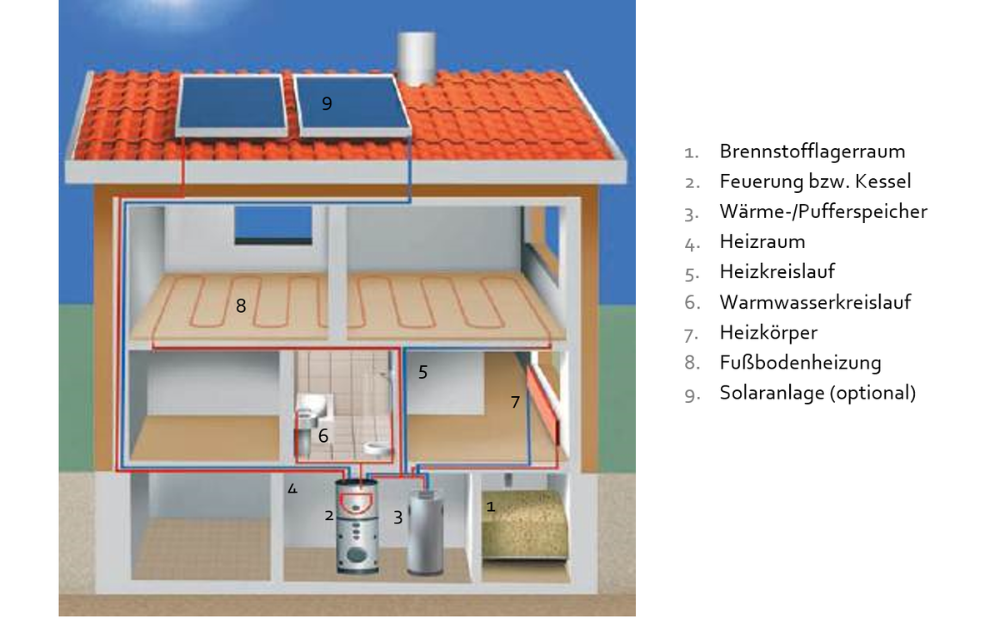 9
8
5
7
6
4
2
3
1
1. Brennstofflagerraum
2. Feuerung bzw. Kessel
3. Wärme-/Pufferspeicher
4. Heizraum
5. Heizkreislauf
6. Warmwasserkreislauf
7. Heizkörper
8. Fußbodenheizung
9. Solaranlage (optional)